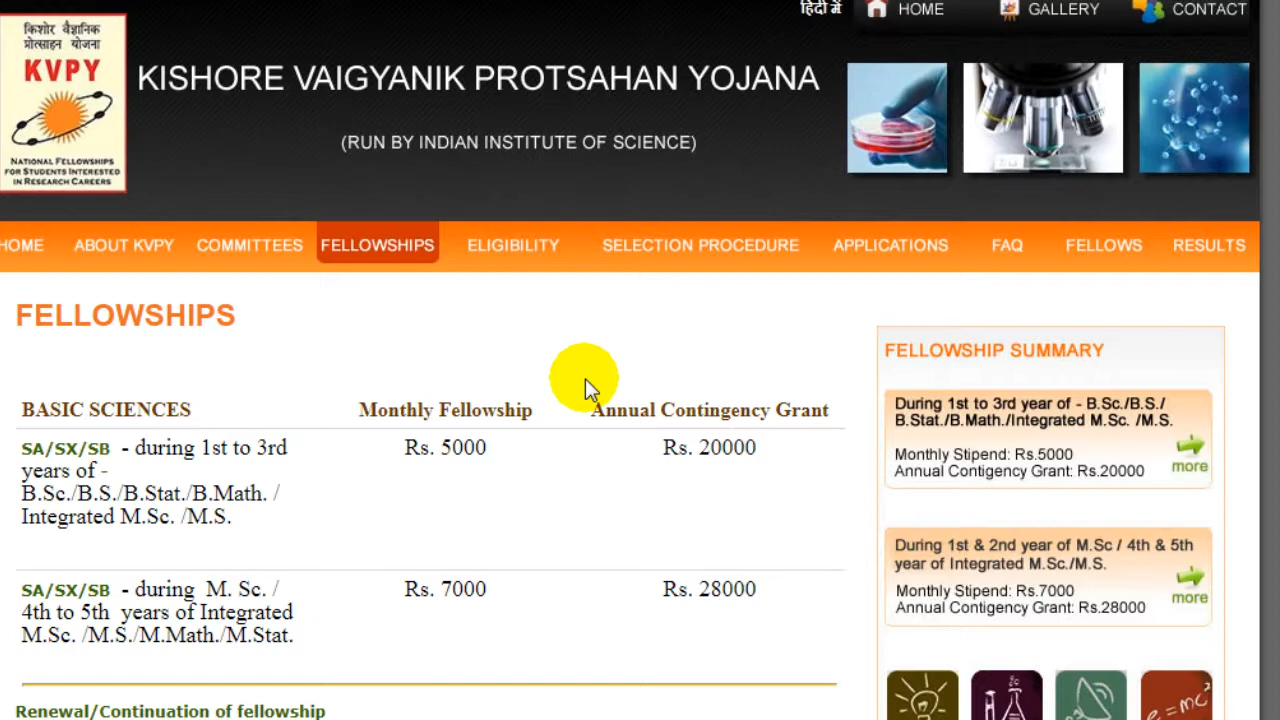 हिंदी में HOME GALLERY CONTACT
किशोर वैज्ञानिक
प्रोत्साहन योजना
KVPY
NATIONAL FELLOWSHIPS
FOR STUDENTS INTERESTED
IN RESEARCH CAREERS
KISHORE VAIGYANIK PROTSAHAN YOJANA
(RUN BY INDIAN INSTITUTE OF SCIENCE)
HOME ABOUT KVPY COMMITTEES FELLOWSHIPS ELIGIBILITY SELECTION PROCEDURE APPLICATIONS FAQ FELLOWS RESULTS
FELLOWSHIPS
BASIC SCIENCES Monthly Fellowship Annual Contingency Grant
SA/SX/SB - during 1st to 3rd Rs. 5000 Rs. 20000
years of -
B.Sc./B.S./B.Stat./B.Math. /
Integrated M.Sc. /M.S.
SA/SX/SB - during M. Sc. / Rs. 7000 Rs. 28000
4th to 5th years of Integrated
M.Sc. /M.S./M.Math./M.Stat.
Renewal/Continuation of fellowship
FELLOWSHIP SUMMARY
During 1st to 3rd year of - B.Sc./B.S./
B.Stat./B.Math./Integrated M.Sc. /M.S.
Monthly Stipend: Rs.5000
Annual Contigency Grant: Rs.20000
more
During 1st & 2nd year of M.Sc / 4th & 5th
year of Integrated M.Sc./M.S.
Monthly Stipend: Rs.7000
Annual Contigency Grant: Rs.28000
more